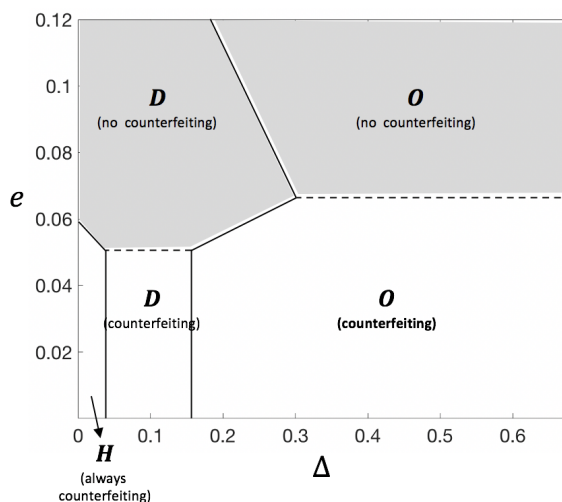 0.12
0.1
D
(no counterfeiting)
O
(no counterfeiting)
0.08
e
0.06
0.04
D
(counterfeiting)
O
(counterfeiting)
0.02
0 0.1 0.2 0.3 0.4 0.5 0.6
H
(always
counterfeiting)
Δ